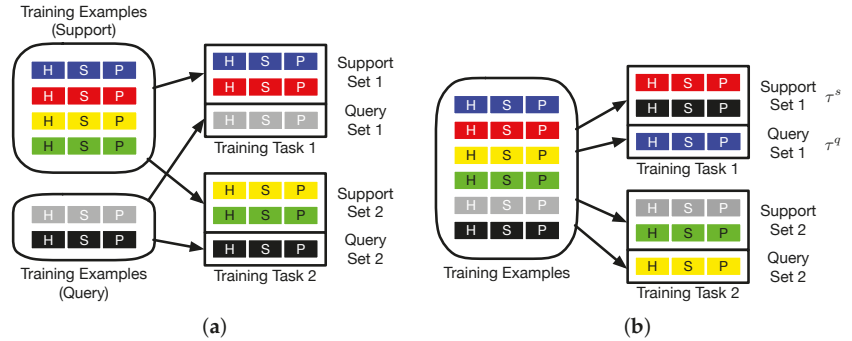 Training Examples
(Support)
H S P
H S P
H S P
H S P
H S P
H S P
Training Examples
(Query)
H S P
H S P
Support
Set 1
H S P
Query
Set 1
Training Task 1
H S P
H S P
Support
Set 2
H S P
Query
Set 2
Training Task 2
(a)
H S P
H S P
H S P
H S P
H S P
H S P
Training Examples
H S P
H S P
Support
Set 1 τ^s
H S P
Query
Set 1 τ^q
Training Task 1
H S P
H S P
Support
Set 2
H S P
Query
Set 2
Training Task 2
(b)